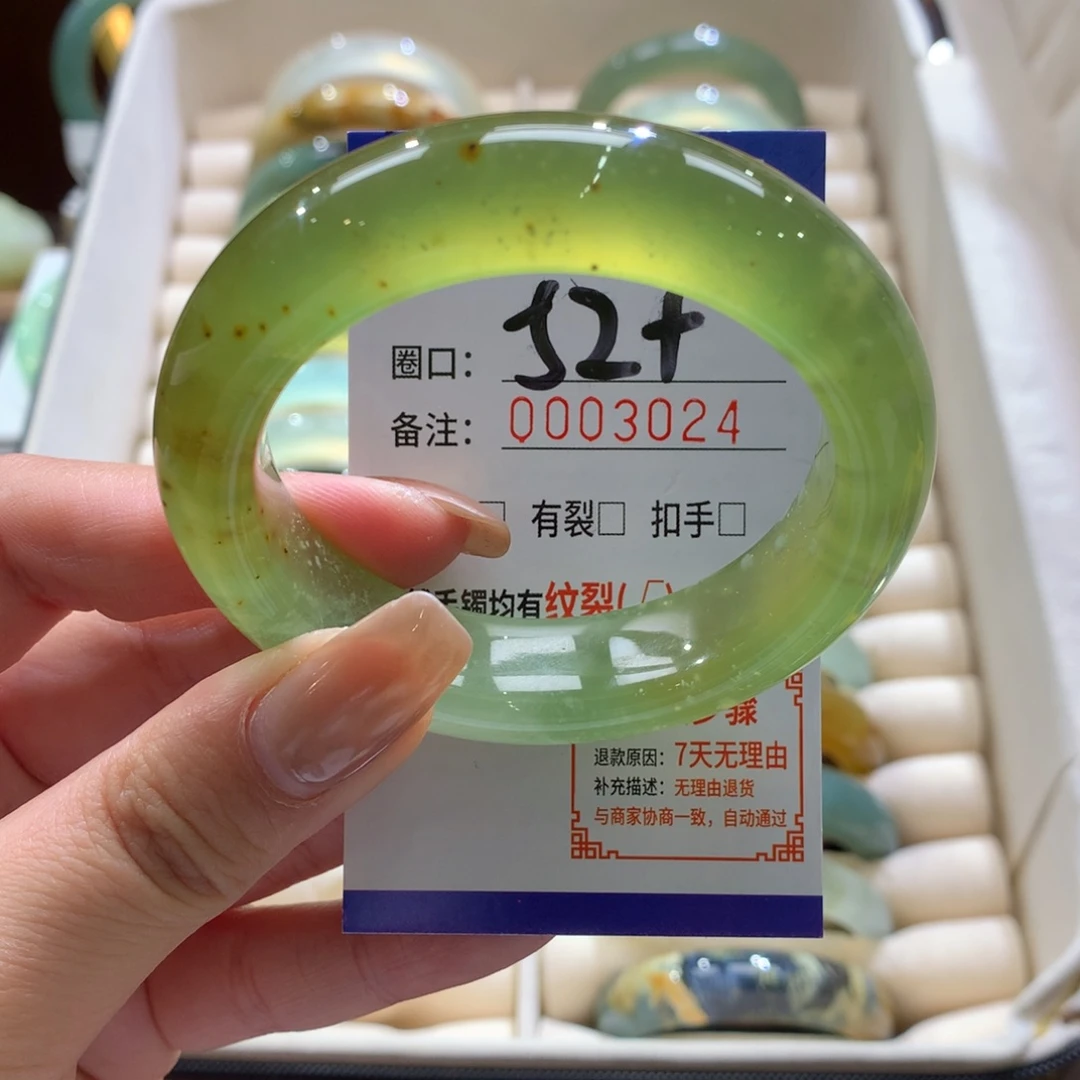 圈口： 52+
备注： 0003024
有裂□ 扣手□
手镯均有纹裂(√)
骤
退款原因：7天无理由
补充描述：无理由退货
与商家协商一致，自动通过